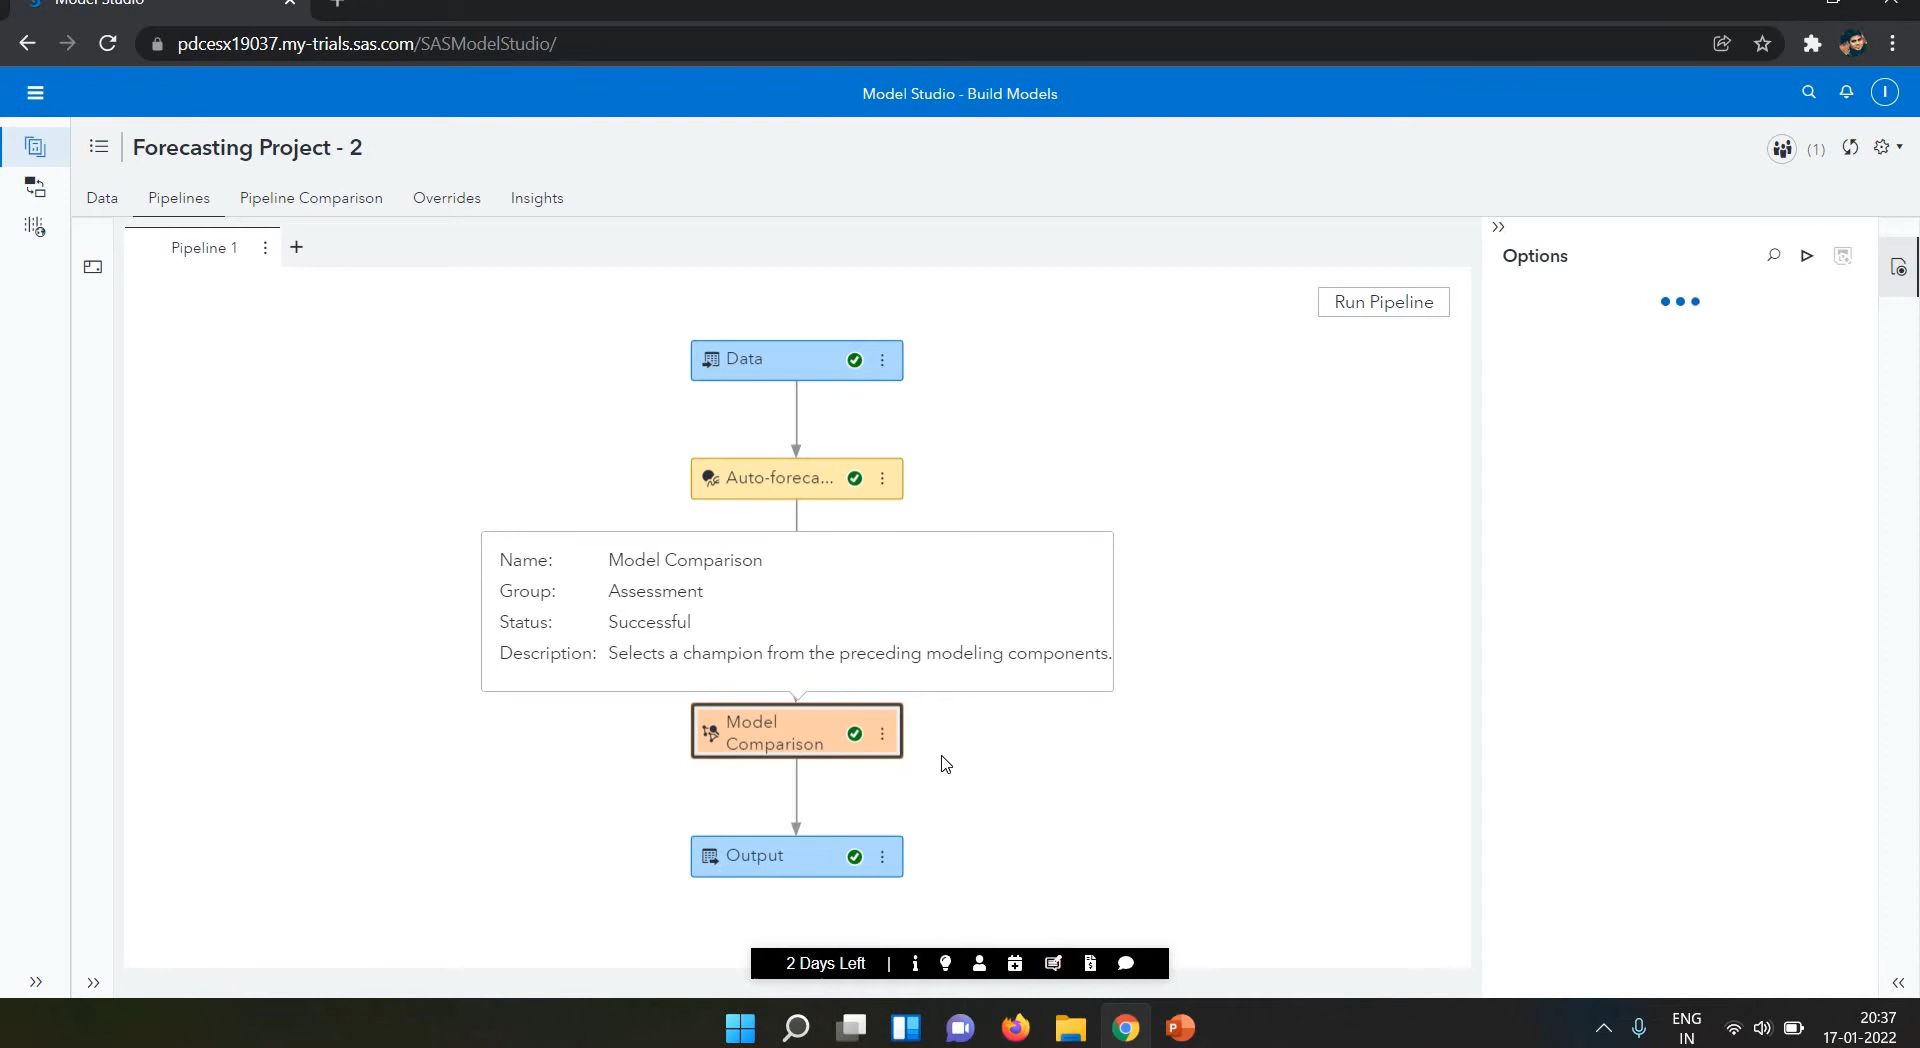 Model Studio
pdcesx19037.my-trials.sas.com/SASModelStudio/
Model Studio - Build Models
I
Forecasting Project - 2
(1)
Data
Pipelines
Pipeline Comparison
Overrides
Insights
Pipeline 1
Options
Run Pipeline
Data
Auto-foreca...
Name: Model Comparison
Group: Assessment
Status: Successful
Description: Selects a champion from the preceding modeling components.
Model
Comparison
Output
2 Days Left |
ENG
IN
20:37
17-01-2022